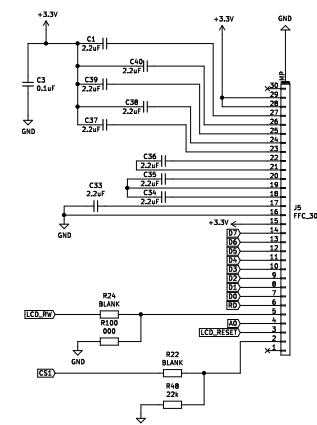 +3.3V
+3.3V
GND
C1
2.2uF
C40
2.2uF
C3
0.1uF
C39
2.2uF
C38
2.2uF
C37
2.2uF
GND
C36
2.2uF
C35
2.2uF
C34
2.2uF
C33
2.2uF
GND
+3.3V
MP
30
29
28
27
26
25
24
23
22
21
20
19
18
17
16
15
14
13
12
11
10
9
8
7
6
5
4
3
2
1
J5
FFC_30
D7
D6
D5
D4
D3
D2
D1
D0
RD
A0
LCD_RESET
LCD_RW
R24
BLANK
R100
000
GND
CS1
R22
BLANK
R48
22k